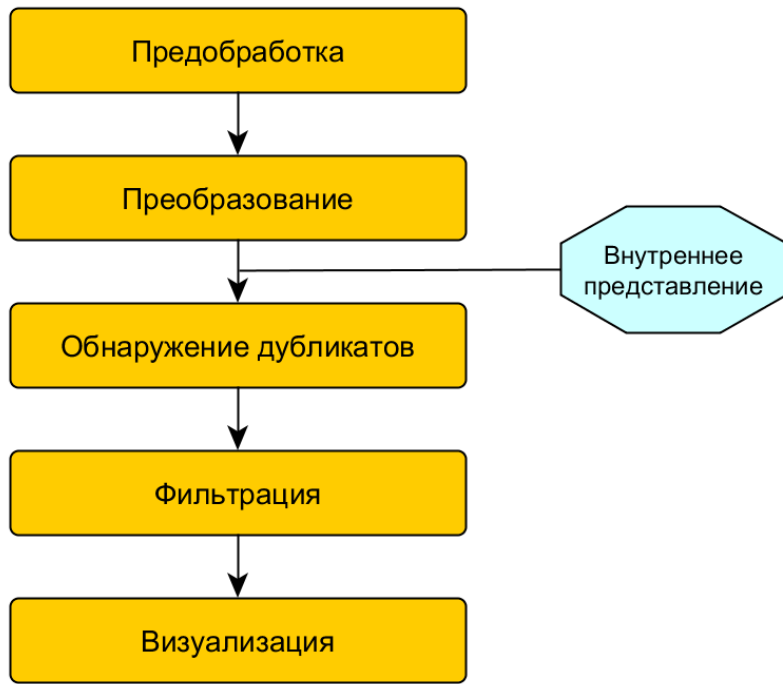 Предобработка
Преобразование
Внутреннее
представление
Обнаружение дубликатов
Фильтрация
Визуализация